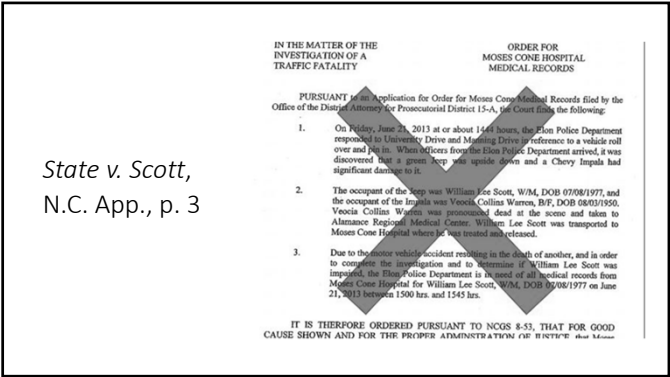 State v. Scott,
N.C. App., p. 3
IN THE MATTER OF THE
INVESTIGATION OF A
TRAFFIC FATALITY
ORDER FOR
MOSES CONE HOSPITAL
MEDICAL RECORDS
PURSUANT to an Application for Order for Moses Cone Medical Records filed by the
Office of the District Attorney for Prosecutorial District 15-A, the Court finds the following:
1. On Friday, June 21, 2013 at or about 1444 hours, the Elon Police Department
responded to University Drive and Manning Drive in reference to a vehicle roll
over and pin in. When officers from the Elon Police Department arrived, it was
discovered that a green Jeep was upside down and a Chevy Impala had
significant damage to it.
2. The occupant of the Jeep was William Lee Scott, W/M, DOB 07/08/1977, and
the occupant of the Impala was Veocia Collins Warren, B/F, DOB 08/03/1950.
Veocia Collins Warren was pronounced dead at the scene and taken to
Alamance Regional Medical Center. William Lee Scott was transported to
Moses Cone Hospital where he was treated and released.
3. Due to the motor vehicle accident resulting in the death of another, and in order
to complete the investigation and to determine if William Lee Scott was
impaired, the Elon Police Department is in need of all medical records from
Moses Cone Hospital for William Lee Scott, W/M, DOB 07/08/1977 on June
21, 2013 between 1500 hrs. and 1545 hrs.
IT IS THERFORE ORDERED PURSUANT TO NCGS 8-53, THAT FOR GOOD
CAUSE SHOWN AND FOR THE PROPER ADMINSTRATION OF JUSTICE, that Moses